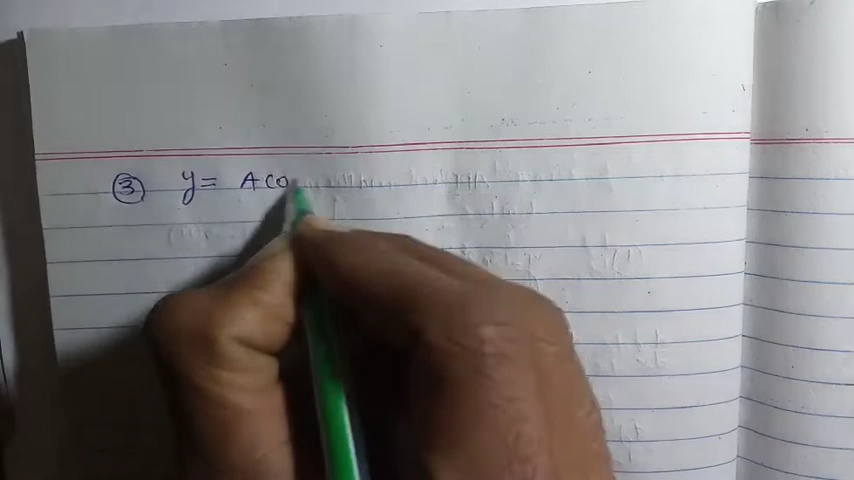 ③ y = A CO